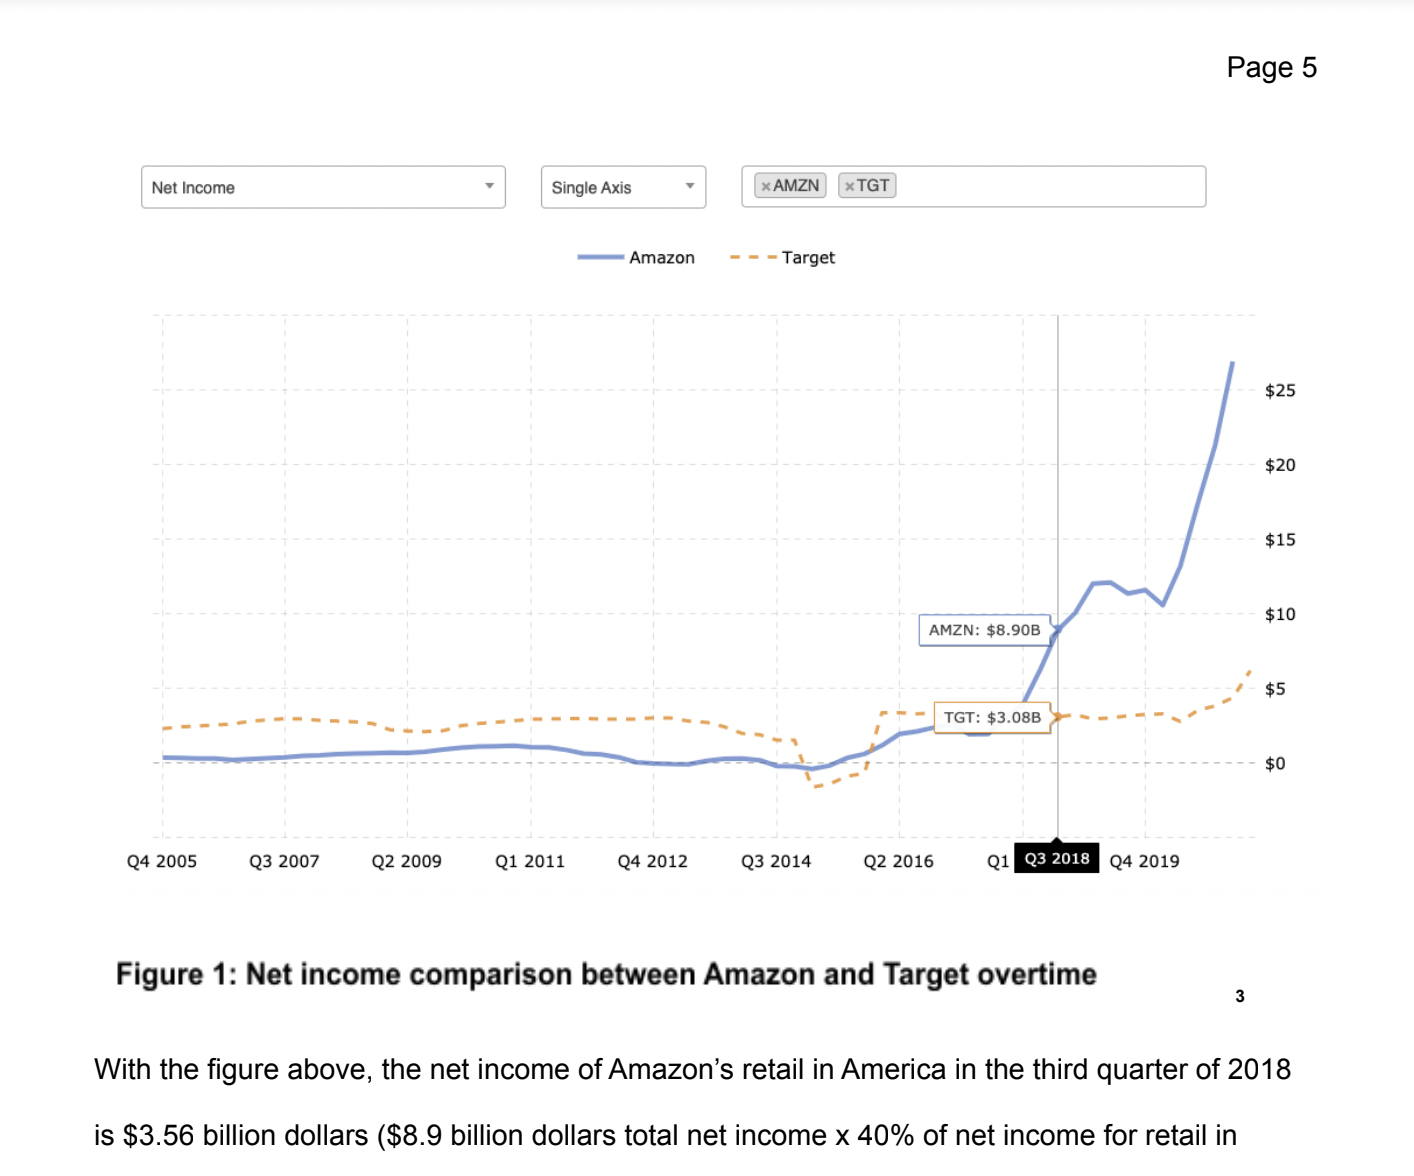 Page 5
Net Income Single Axis ×AMZN ×TGT
Amazon Target
$25
$20
$15
$10
AMZN: $8.90B
$5
TGT: $3.08B
$0
Q4 2005 Q3 2007 Q2 2009 Q1 2011 Q4 2012 Q3 2014 Q2 2016 Q1 Q3 2018 Q4 2019
Figure 1: Net income comparison between Amazon and Target overtime
3
With the figure above, the net income of Amazon’s retail in America in the third quarter of 2018
is $3.56 billion dollars ($8.9 billion dollars total net income x 40% of net income for retail in